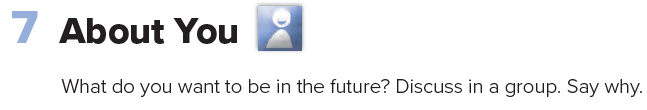 7 About You
What do you want to be in the future? Discuss in a group. Say why.